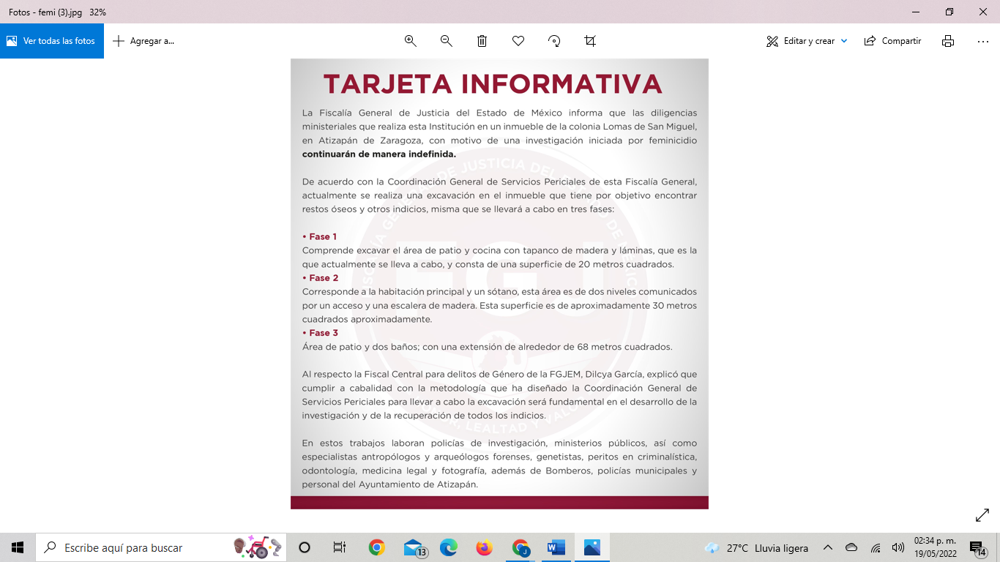 Fotos - femi (3).jpg   32%
Ver todas las fotos
Agregar a...
Editar y crear
Compartir
TARJETA INFORMATIVA
La Fiscalía General de Justicia del Estado de México informa que las diligencias
ministeriales que realiza esta Institución en un inmueble de la colonia Lomas de San Miguel,
en Atizapán de Zaragoza, con motivo de una investigación iniciada por feminicidio
continuarán de manera indefinida.
De acuerdo con la Coordinación General de Servicios Periciales de esta Fiscalía General,
actualmente se realiza una excavación en el inmueble que tiene por objetivo encontrar
restos óseos y otros indicios, misma que se llevará a cabo en tres fases:
• Fase 1
Comprende excavar el área de patio y cocina con tapanco de madera y láminas, que es la
que actualmente se lleva a cabo, y consta de una superficie de 20 metros cuadrados.
• Fase 2
Corresponde a la habitación principal y un sótano, esta área es de dos niveles comunicados
por un acceso y una escalera de madera. Esta superficie es de aproximadamente 30 metros
cuadrados aproximadamente.
• Fase 3
Área de patio y dos baños; con una extensión de alrededor de 68 metros cuadrados.
Al respecto la Fiscal Central para delitos de Género de la FGJEM, Dilcya García, explicó que
cumplir a cabalidad con la metodología que ha diseñado la Coordinación General de
Servicios Periciales para llevar a cabo la excavación será fundamental en el desarrollo de la
investigación y de la recuperación de todos los indicios.
En estos trabajos laboran policías de investigación, ministerios públicos, así como
especialistas antropólogos y arqueólogos forenses, genetistas, peritos en criminalística,
odontología, medicina legal y fotografía, además de Bomberos, policías municipales y
personal del Ayuntamiento de Atizapán.
FGJ
Escribe aquí para buscar
13
27°C Lluvia ligera
02:34 p. m.
19/05/2022
14